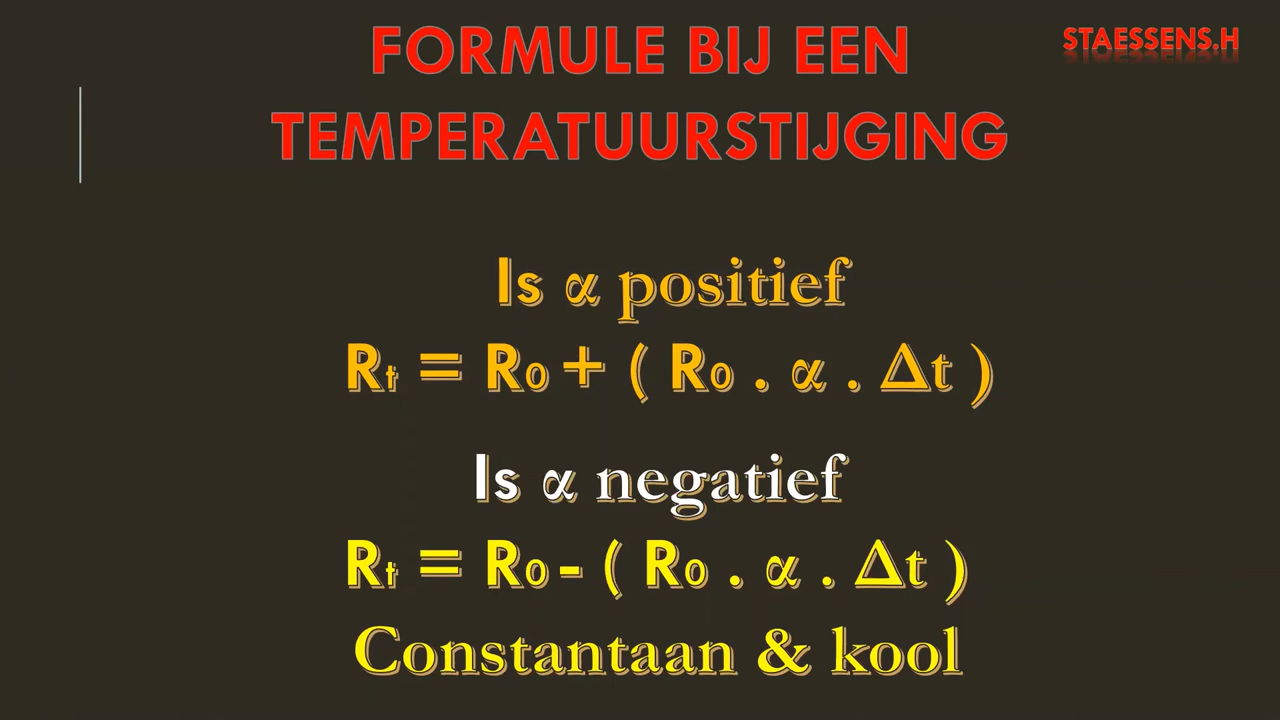 FORMULE BIJ EEN
TEMPERATUURSTIJGING
STAESSENS.H
Is α positief
Rt = R0 + ( R0 . α . Δt )
Is α negatief
Rt = R0 - ( R0 . α . Δt )
Constantaan & kool